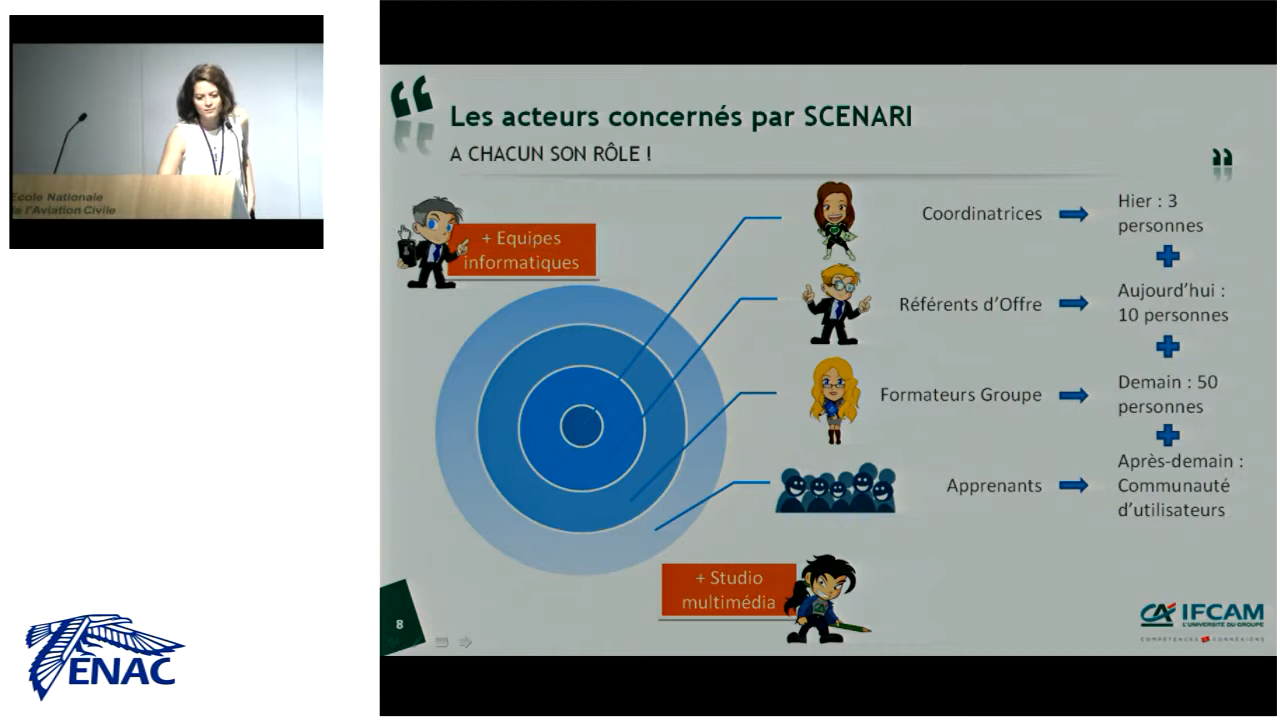 Ecole Nationale
de l'Aviation Civile
ENAC
Les acteurs concernés par SCENARI
A CHACUN SON RÔLE !
+ Equipes
informatiques
Coordinatrices
Hier : 3
personnes
Référents d'Offre
Aujourd'hui :
10 personnes
Formateurs Groupe
Demain : 50
personnes
Apprenants
Après-demain :
Communauté
d'utilisateurs
+ Studio
multimédia
8
CA IFCAM
L'UNIVERSITÉ DU GROUPE
COMPÉTENCES CONNEXIONS